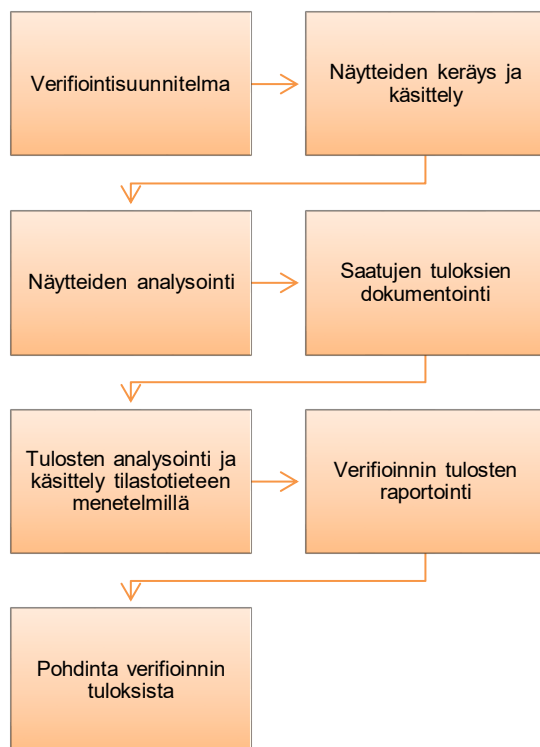 Verifiointisuunnitelma
Näytteiden keräys ja
käsittely
Näytteiden analysointi
Saatujen tuloksien
dokumentointi
Tulosten analysointi ja
käsittely tilastotieteen
menetelmillä
Verifioinnin tulosten
raportointi
Pohdinta verifioinnin
tuloksista